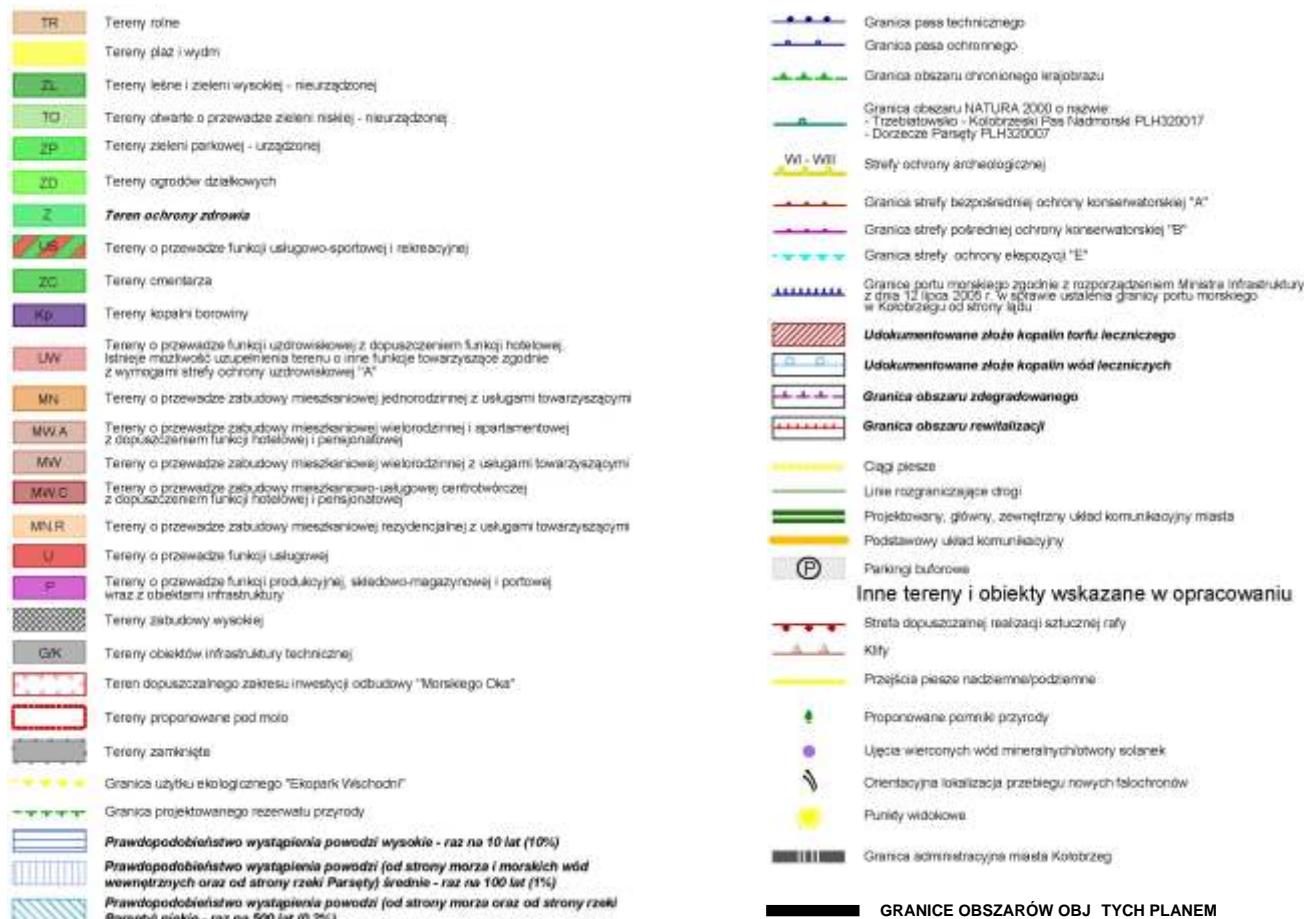 TR Tereny rolne
Tereny plaż i wydm
ZL Tereny leśne i zieleni wysokiej - nieurządzonej
TO Tereny otwarte o przewadze zieleni niskiej - nieurządzonej
ZP Tereny zieleni parkowej - urządzonej
ZD Tereny ogrodów działkowych
Z Teren ochrony zdrowia
US Tereny o przewadze funkcji usługowo-sportowej i rekreacyjnej
ZC Tereny cmentarza
Kp Tereny kopalni borowiny
UW Tereny o przewadze funkcji uzdrowiskowej z dopuszczeniem funkcji hotelowej.
Istnieje możliwość uzupełnienia terenu o inne funkcje towarzyszące zgodnie
z wymogami strefy ochrony uzdrowiskowej "A"
MN Tereny o przewadze zabudowy mieszkaniowej jednorodzinnej z usługami towarzyszącymi
MW.A Tereny o przewadze zabudowy mieszkaniowej wielorodzinnej i apartamentowej
z dopuszczeniem funkcji hotelowej i pensjonatowej
MW Tereny o przewadze zabudowy mieszkaniowej wielorodzinnej z usługami towarzyszącymi
MW.C Tereny o przewadze zabudowy mieszkaniowo-usługowej centrotwórczej
z dopuszczeniem funkcji hotelowej i pensjonatowej
MN.R Tereny o przewadze zabudowy mieszkaniowej rezydencjalnej z usługami towarzyszącymi
U Tereny o przewadze funkcji usługowej
P Tereny o przewadze funkcji produkcyjnej, składowo-magazynowej i portowej
wraz z obiektami infrastruktury
Tereny zabudowy wysokiej
G/K Tereny obiektów infrastruktury technicznej
Teren dopuszczalnego zakresu inwestycji odbudowy "Morskiego Oka"
Tereny proponowane pod molo
Tereny zamknięte
Granica użytku ekologicznego "Ekopark Wschodni"
Granica projektowanego rezerwatu przyrody
Prawdopodobieństwo wystąpienia powodzi wysokie - raz na 10 lat (10%)
Prawdopodobieństwo wystąpienia powodzi (od strony morza i morskich wód
wewnętrznych oraz od strony rzeki Parsęty) średnie - raz na 100 lat (1%)
Prawdopodobieństwo wystąpienia powodzi (od strony morza oraz od strony rzeki
Parsęty) niskie - raz na 500 lat (0,2%)
Granica pasa technicznego
Granica pasa ochronnego
Granica obszaru chronionego krajobrazu
Granica obszaru NATURA 2000 o nazwie:
- Trzebiatowsko - Kołobrzeski Pas Nadmorski PLH320017
- Dorzecze Parsęty PLH320007
WI - WIII Strefy ochrony archeologicznej
Granica strefy bezpośredniej ochrony konserwatorskiej "A"
Granica strefy pośredniej ochrony konserwatorskiej "B"
Granica strefy ochrony ekspozycji "E"
Granice portu morskiego zgodnie z rozporządzeniem Ministra Infrastruktury
z dnia 12 lipca 2005 r. w sprawie ustalenia granicy portu morskiego
w Kołobrzegu od strony lądu
Udokumentowane złoże kopalin torfu leczniczego
Udokumentowane złoże kopalin wód leczniczych
Granica obszaru zdegradowanego
Granica obszaru rewitalizacji
Ciągi piesze
Linie rozgraniczające drogi
Projektowany, główny, zewnętrzny układ komunikacyjny miasta
Podstawowy układ komunikacyjny
P Parkingi buforowe
Inne tereny i obiekty wskazane w opracowaniu
Strefa dopuszczalnej realizacji sztucznej rafy
Klify
Przejścia piesze nadziemne/podziemne
Proponowane pomniki przyrody
Ujęcia wierconych wód mineralnych/otwory solanek
Orientacyjna lokalizacja przebiegu nowych falochronów
Punkty widokowe
Granica administracyjna miasta Kołobrzeg
GRANICE OBSZARÓW OBJ TYCH PLANEM